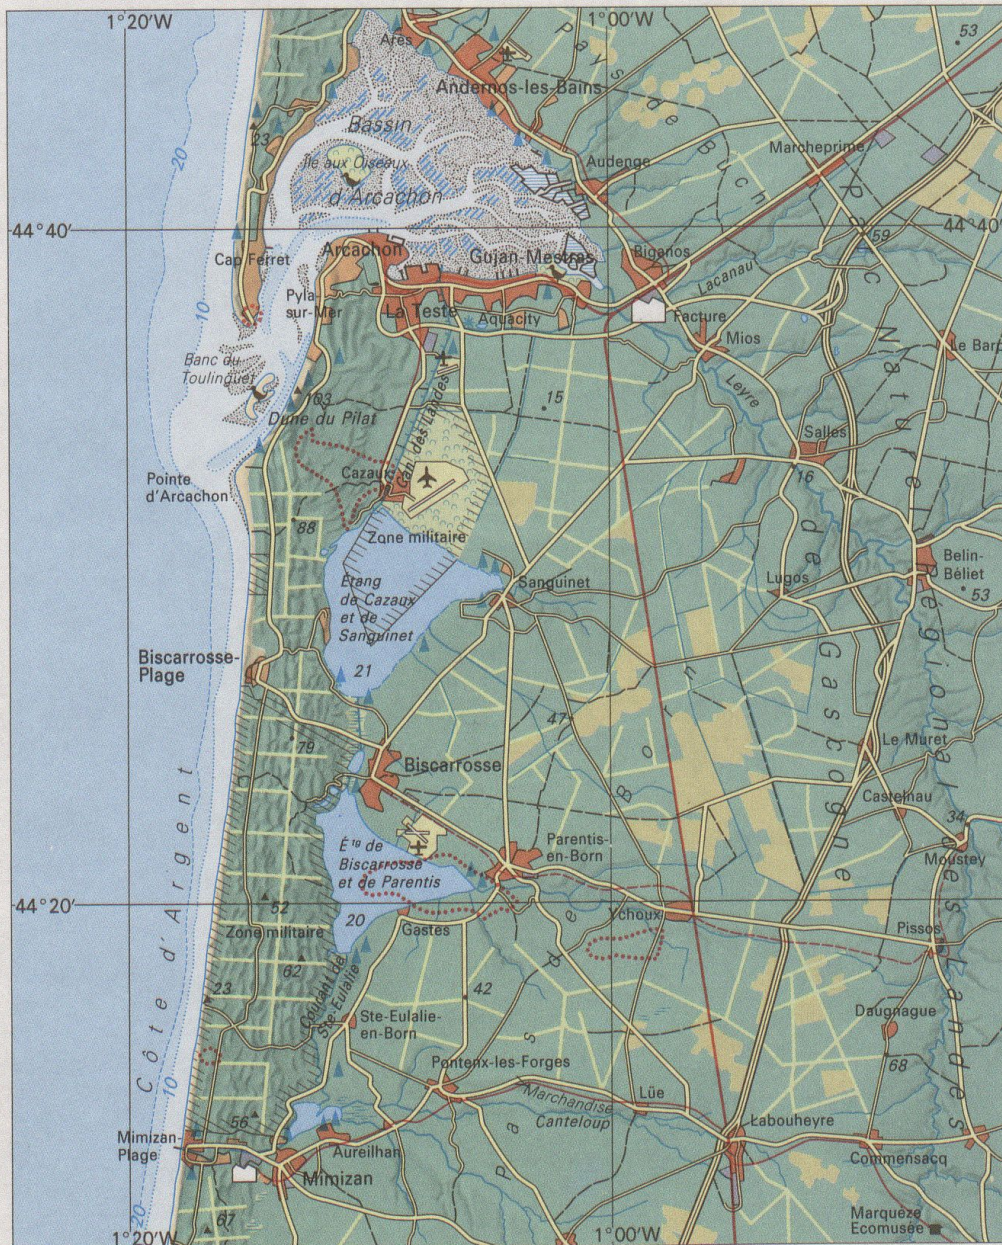 1°20'W
1°00'W
53
Arès
Andernos-les-Bains
Pays de Buch
Bassin
d'Arcachon
23
Île aux Oiseaux
Audenge
Marcheprime
20
44°40'
59
44°40'
Cap Ferret
Arcachon
Gujan-Mestras
Biganos
Lacanau
10
Pyla-
sur-Mer
La Teste
Aquacity
Facture
Mios
Le Barp
Banc du
Toulinguet
103
Dune du Pilat
Can. des Landes
15
Leyre
Parc Naturel Régional des Landes
de Gascogne
Salles
16
Pointe
d'Arcachon
Cazaux
88
Zone militaire
Belin-
Béliet
53
Étang
de Cazaux
et de
Sanguinet
21
Sanguinet
Lugos
Biscarrosse-
Plage
79
47
Le Muret
Biscarrosse
Castelnau
34
Moustey
Côte d'Argent
Étg de
Biscarrosse
et de Parentis
20
Parentis-
en-Born
Pays de Born
44°20'
52
Zone militaire
Gastes
Ychoux
Pissos
62
23
Courant de
Ste-Eulalie
42
Ste-Eulalie-
en-Born
Daugnague
68
Pontenx-les-Forges
10
Marchandise
Canteloup
Lüe
Labouheyre
56
Mimizan-
Plage
Aureilhan
Commensacq
Mimizan
20
67
Marquèze
Ecomusée
1°20'W
1°00'W